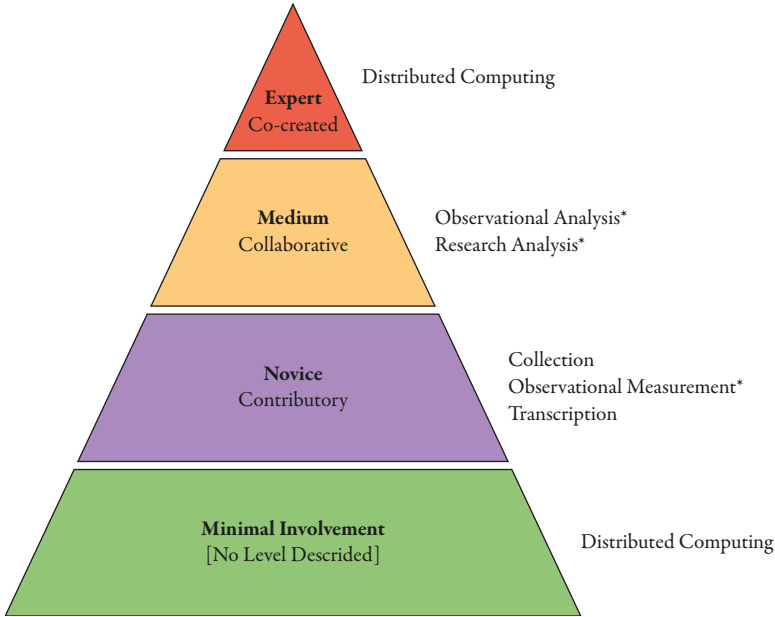 Expert
Co-created
Distributed Computing
Medium
Collaborative
Observational Analysis*
Research Analysis*
Novice
Contributory
Collection
Observational Measurement*
Transcription
Minimal Involvement
[No Level Descrided]
Distributed Computing